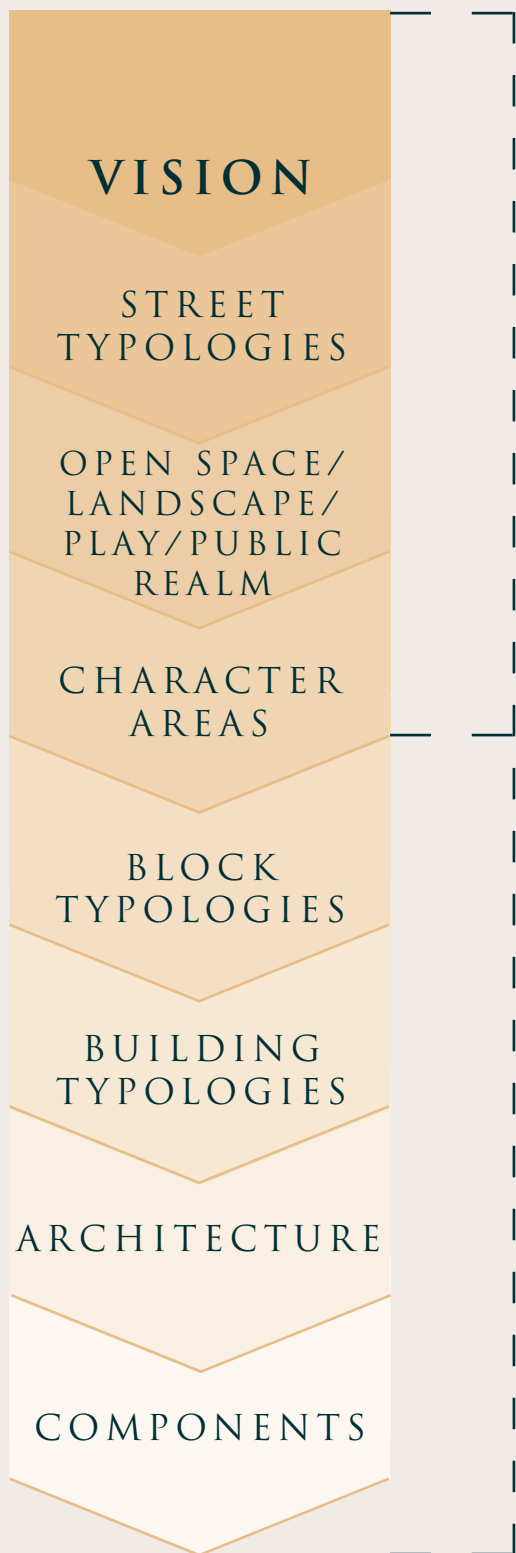 VISION
STREET
TYPOLOGIES
OPEN SPACE/
LANDSCAPE/
PLAY/PUBLIC
REALM
CHARACTER
AREAS
BLOCK
TYPOLOGIES
BUILDING
TYPOLOGIES
ARCHITECTURE
COMPONENTS